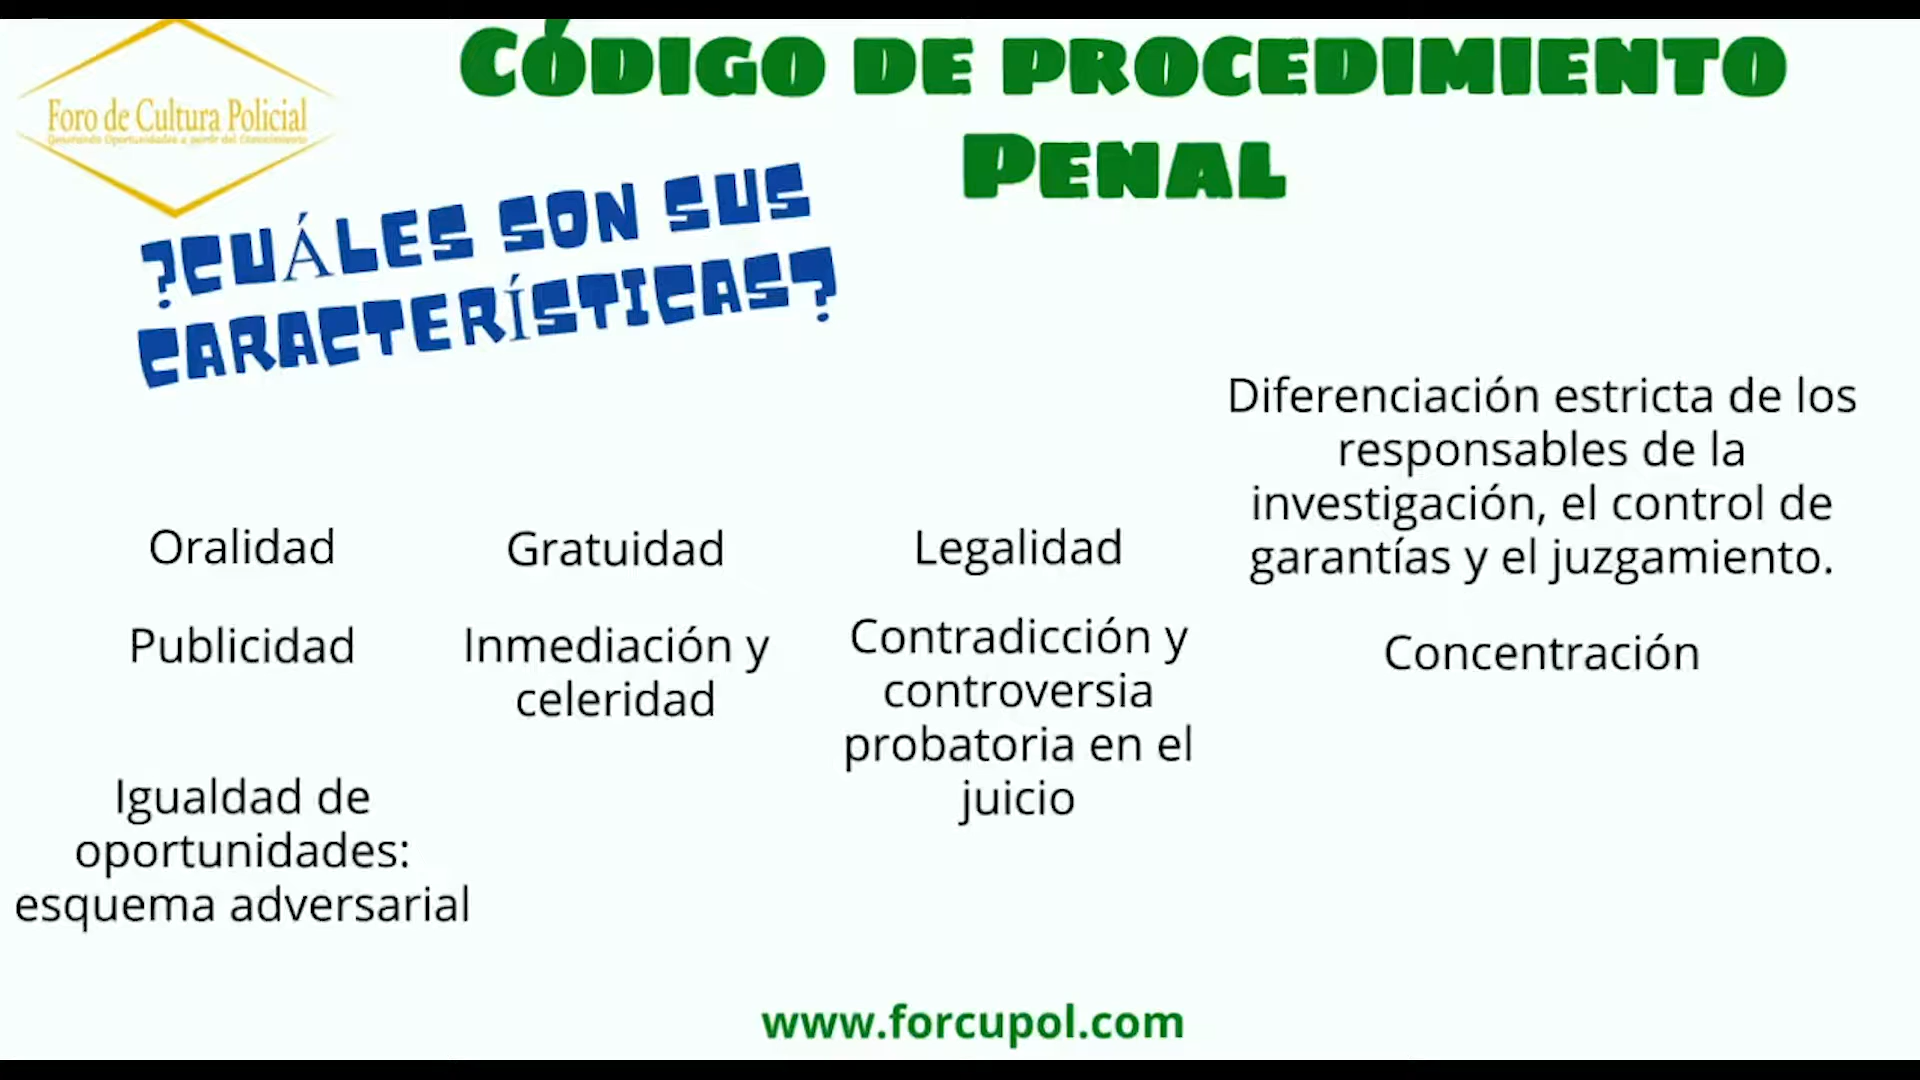 Foro de Cultura Policial
CÓDIGO DE PROCEDIMIENTO
PENAL
?CUÁLES SON SUS
CARACTERÍSTICAS?
Oralidad
Gratuidad
Legalidad
Diferenciación estricta de los
responsables de la
investigación, el control de
garantías y el juzgamiento.
Publicidad
Inmediación y
celeridad
Contradicción y
controversia
probatoria en el
juicio
Concentración
Igualdad de
oportunidades:
esquema adversarial
www.forcupol.com